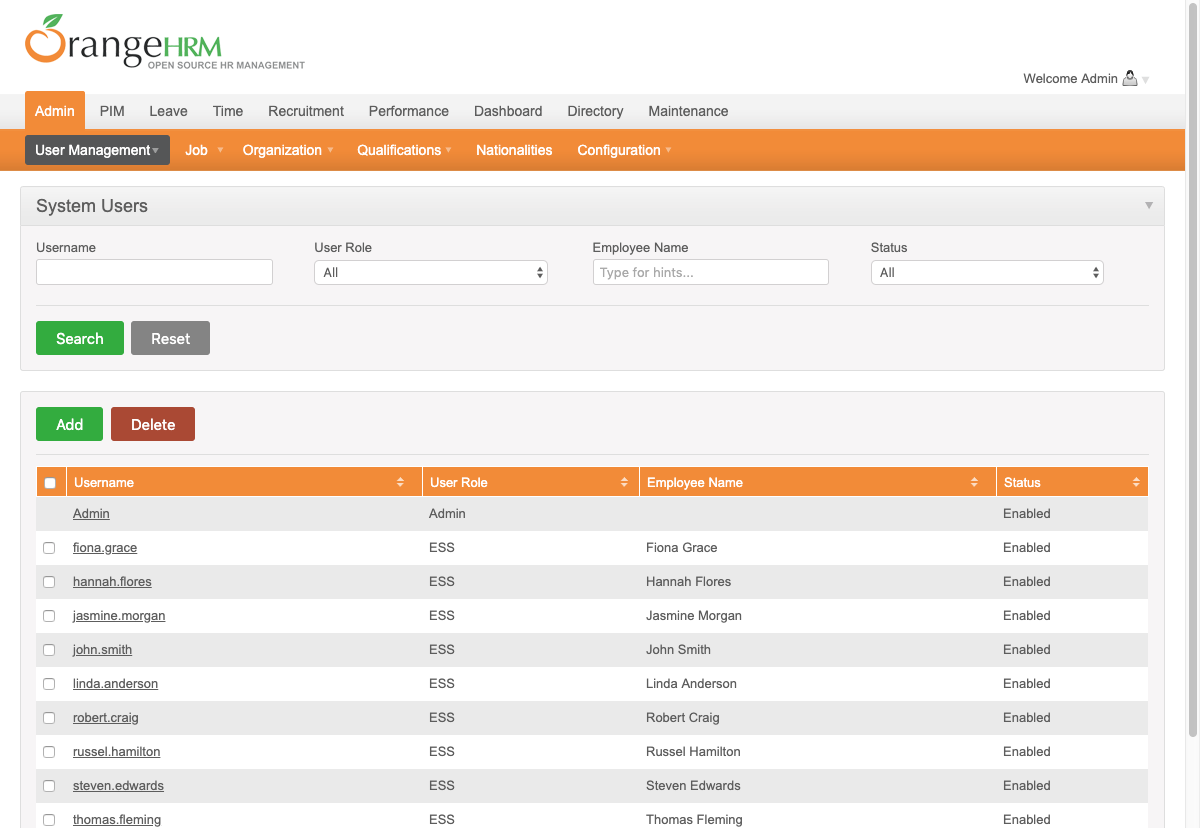 OrangeHRM
OPEN SOURCE HR MANAGEMENT
Welcome Admin
Admin PIM Leave Time Recruitment Performance Dashboard Directory Maintenance
User Management Job Organization Qualifications Nationalities Configuration
System Users
Username User Role Employee Name Status
All Type for hints... All
Search Reset
Add Delete
Username User Role Employee Name Status
Admin Admin Enabled
fiona.grace ESS Fiona Grace Enabled
hannah.flores ESS Hannah Flores Enabled
jasmine.morgan ESS Jasmine Morgan Enabled
john.smith ESS John Smith Enabled
linda.anderson ESS Linda Anderson Enabled
robert.craig ESS Robert Craig Enabled
russel.hamilton ESS Russel Hamilton Enabled
steven.edwards ESS Steven Edwards Enabled
thomas.fleming ESS Thomas Fleming Enabled